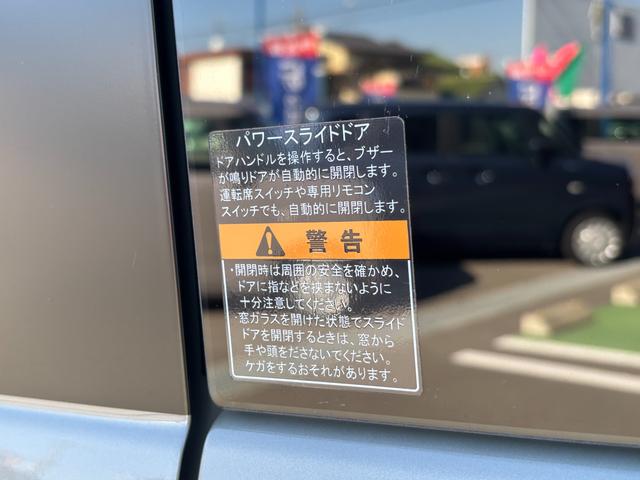 パワースライドドア
ドアハンドルを操作すると、ブザー
が鳴りドアが自動的に開閉します。
運転席スイッチや専用リモコン
スイッチでも、自動的に開閉します。
警告
・開閉時は周囲の安全を確かめ、
ドアに指などを挟まないように
十分注意してください。
・窓ガラスを開けた状態でスライド
ドアを開閉するときは、窓から
手や頭をださないでください。
ケガをするおそれがあります。